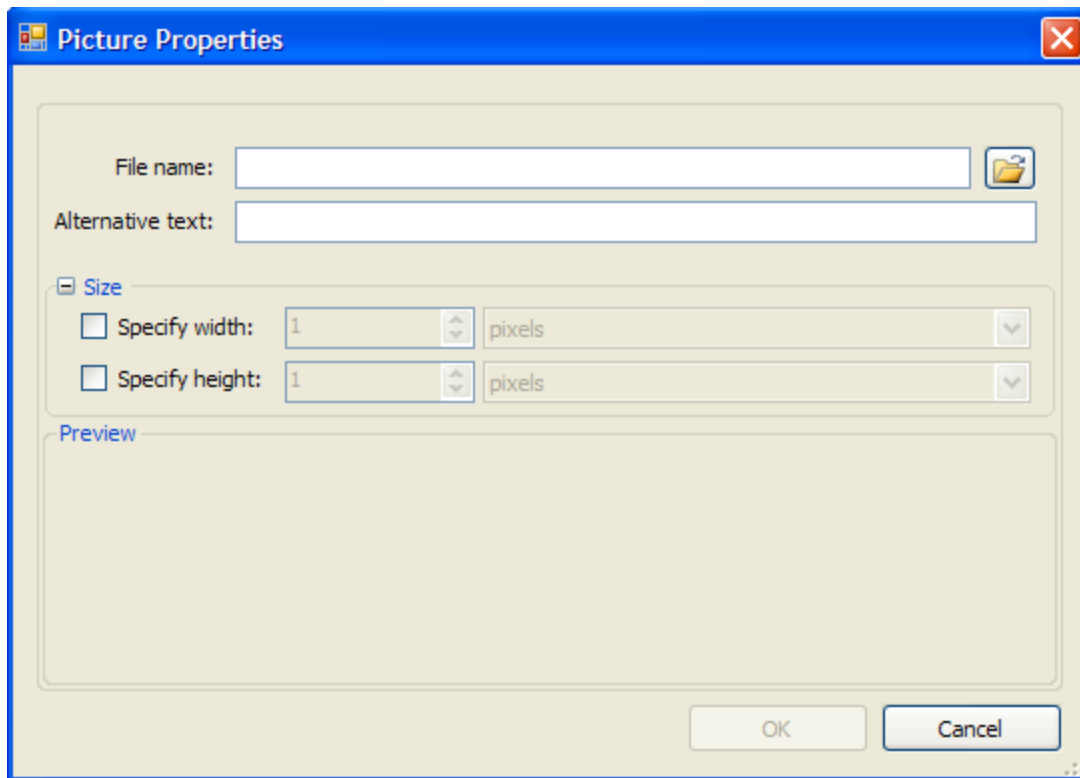 Picture Properties
File name:
Alternative text:
Size
Specify width: 1 pixels
Specify height: 1 pixels
Preview
OK Cancel